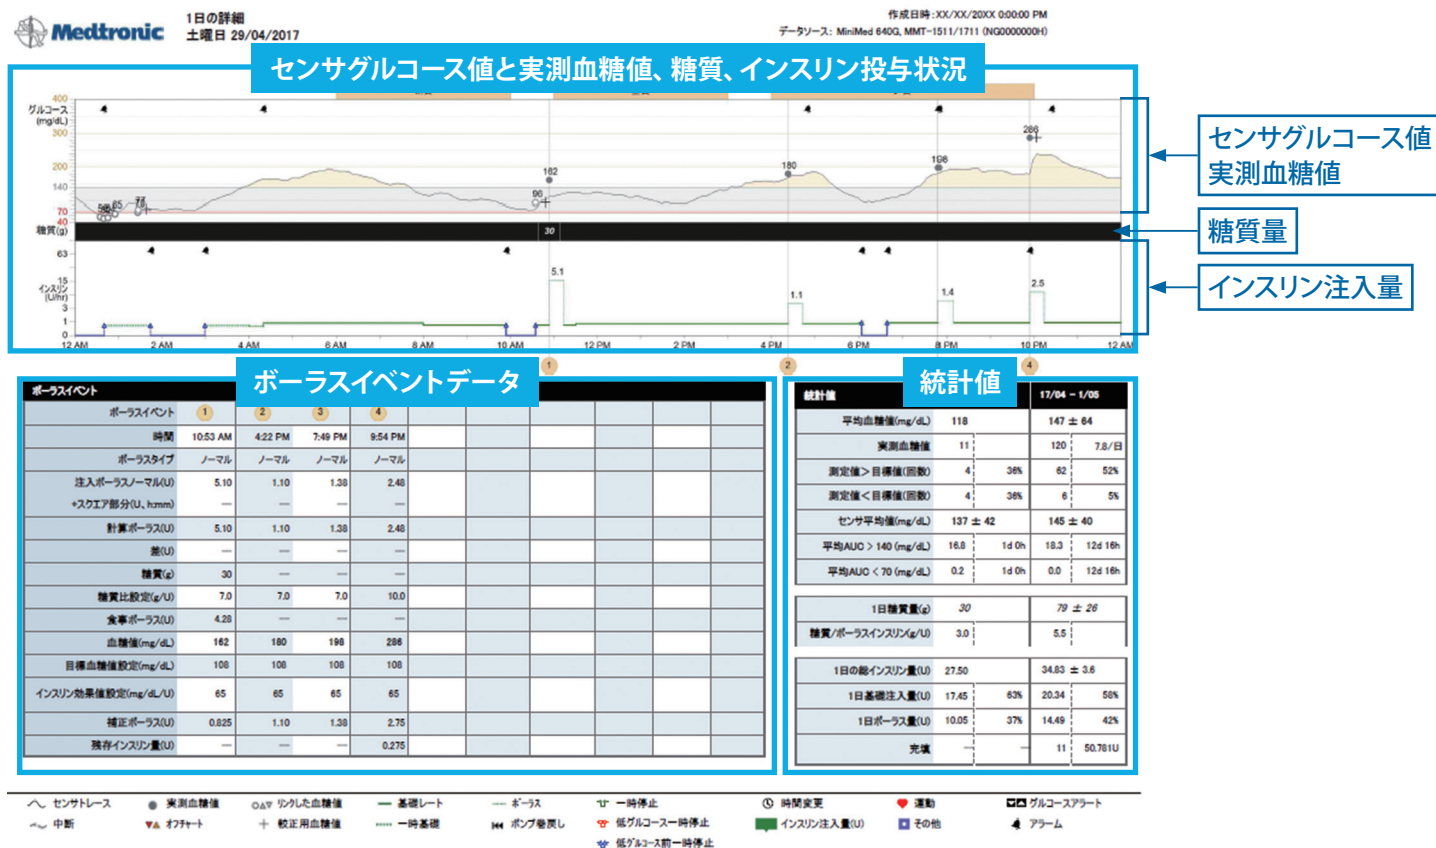 Medtronic
1日の詳細
土曜日 29/04/2017
作成日時:XX/XX/20XX 0:00:00 PM
データソース: MiniMed 640G, MMT-1511/1711 (NG0000000H)
センサグルコース値と実測血糖値、糖質、インスリン投与状況
グルコース
(mg/dL)
400
300
200
140
70
40
162
180
198
286
96
65
センサグルコース値
実測血糖値
糖質(g)
30
糖質量
インスリン
(U/hr)
63
15
3
1
0
5.1
1.1
1.4
2.5
インスリン注入量
12 AM 2 AM 4 AM 6 AM 8 AM 10 AM 12 PM 2 PM 4 PM 6 PM 8 PM 10 PM 12 AM
1 2 4
ボーラスイベントデータ
ボーラスイベント
ボーラスイベント 1 2 3 4
時間 10:53 AM 4:22 PM 7:49 PM 9:54 PM
ボーラスタイプ ノーマル ノーマル ノーマル ノーマル
注入ボーラスノーマル(U) 5.10 1.10 1.38 2.48
+スクエア部分(U、h:mm) — — — —
計算ボーラス(U) 5.10 1.10 1.38 2.48
差(U) — — — —
糖質(g) 30 — — —
糖質比設定(g/U) 7.0 7.0 7.0 10.0
食事ボーラス(U) 4.28 — — —
血糖値(mg/dL) 162 180 198 286
目標血糖値設定(mg/dL) 108 108 108 108
インスリン効果値設定(mg/dL/U) 65 65 65 65
補正ボーラス(U) 0.825 1.10 1.38 2.75
残存インスリン量(U) — — — 0.275
統計値
統計値 17/04 - 1/05
平均血糖値(mg/dL) 118 147 ± 64
実測血糖値 11 120 7.8/日
測定値>目標値(回数) 4 36% 62 52%
測定値<目標値(回数) 4 36% 6 5%
センサ平均値(mg/dL) 137 ± 42 145 ± 40
平均AUC > 140 (mg/dL) 16.8 1d 0h 18.3 12d 16h
平均AUC < 70 (mg/dL) 0.2 1d 0h 0.0 12d 16h
1日糖質量(g) 30 79 ± 26
糖質/ボーラスインスリン(g/U) 3.0 5.5
1日の総インスリン量(U) 27.50 34.83 ± 3.6
1日基礎注入量(U) 17.45 63% 20.34 58%
1日ボーラス量(U) 10.05 37% 14.49 42%
充填 — — 11 50.781U
センサトレース 実測血糖値 リンクした血糖値 基礎レート ボーラス 一時停止 時間変更 運動 グルコースアラート
中断 オフチャート 較正用血糖値 一時基礎 ポンプ巻戻し 低グルコース一時停止 インスリン注入量(U) その他 アラーム
低グルコース前一時停止